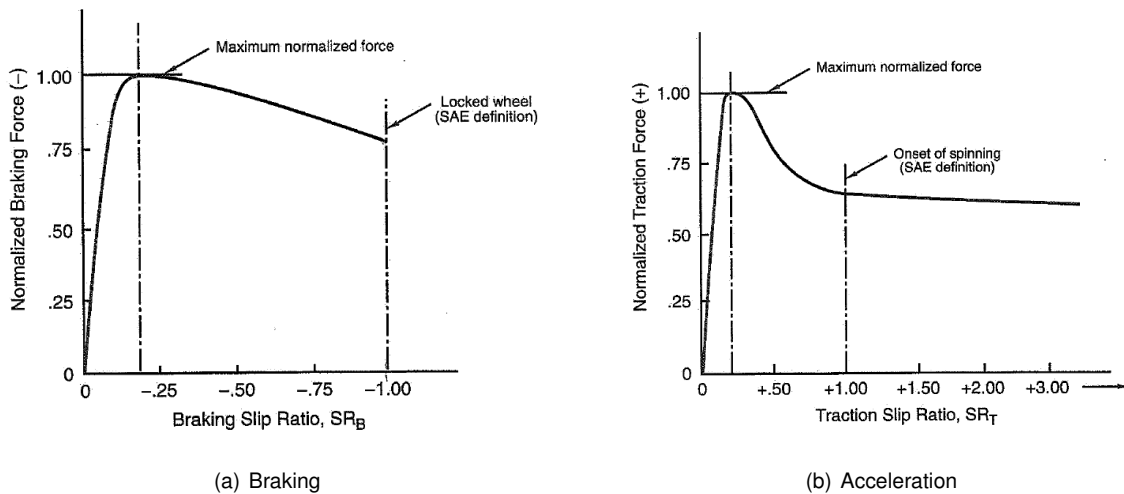 Normalized Braking Force (−)
1.00
.75
.50
.25
0
Maximum normalized force
Locked wheel
(SAE definition)
0
−.25
−.50
−.75
−1.00
Braking Slip Ratio, SRB
(a) Braking
Normalized Traction Force (+)
1.00
.75
.50
.25
0
Maximum normalized force
Onset of spinning
(SAE definition)
0
+.50
+1.00
+1.50
+2.00
+3.00
Traction Slip Ratio, SRT
(b) Acceleration